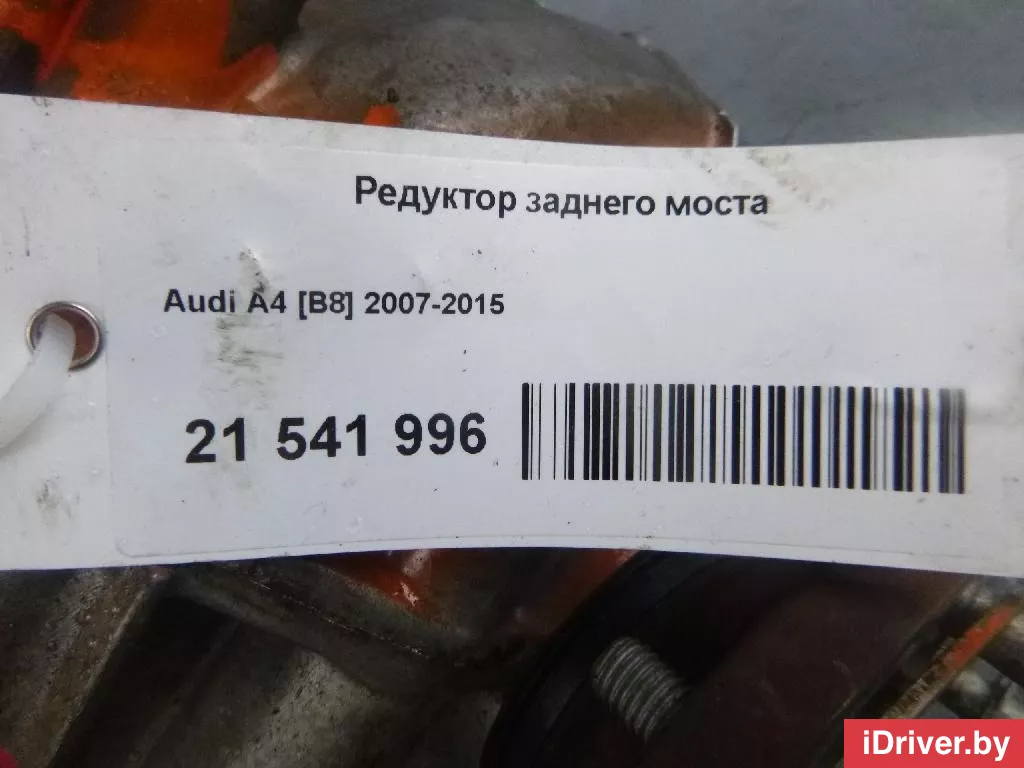 Редуктор заднего моста
Audi A4 [B8] 2007-2015
21 541 996
iDriver.by